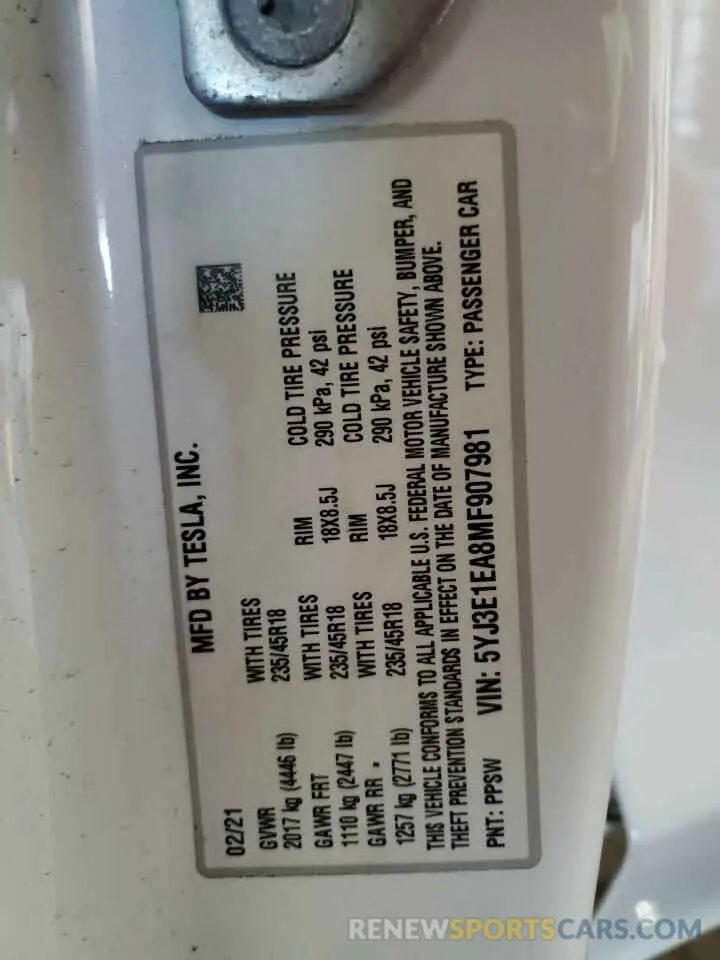 MFD BY TESLA, INC.
02/21
GVWR WITH TIRES
2017 kg (4446 lb) 235/45R18 RIM COLD TIRE PRESSURE
GAWR FRT WITH TIRES 18X8.5J 290 kPa, 42 psi
1110 kg (2447 lb) 235/45R18 RIM COLD TIRE PRESSURE
GAWR RR WITH TIRES 18X8.5J 290 kPa, 42 psi
1257 kg (2771 lb) 235/45R18
THIS VEHICLE CONFORMS TO ALL APPLICABLE U.S. FEDERAL MOTOR VEHICLE SAFETY, BUMPER, AND
THEFT PREVENTION STANDARDS IN EFFECT ON THE DATE OF MANUFACTURE SHOWN ABOVE.
PNT: PPSW VIN: 5YJ3E1EA8MF907981 TYPE: PASSENGER CAR
RENEWSPORTSCARS.COM